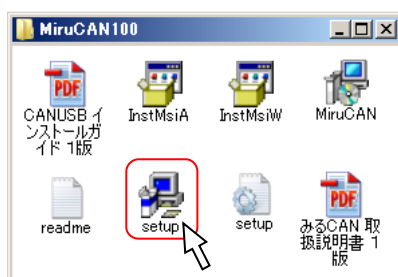 MiruCAN100
PDF
CANUSB イ
ンストールガ
イド 1版
InstMsiA
InstMsiW
MiruCAN
readme
setup
setup
PDF
みるCAN 取
扱説明書 1
版